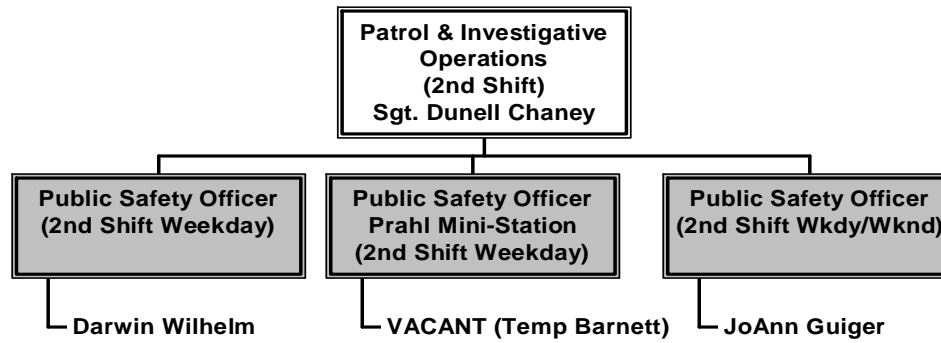 Patrol & Investigative
Operations
(2nd Shift)
Sgt. Dunell Chaney
Public Safety Officer
(2nd Shift Weekday)
Public Safety Officer
Prahl Mini-Station
(2nd Shift Weekday)
Public Safety Officer
(2nd Shift Wkdy/Wknd)
Darwin Wilhelm
VACANT (Temp Barnett)
JoAnn Guiger